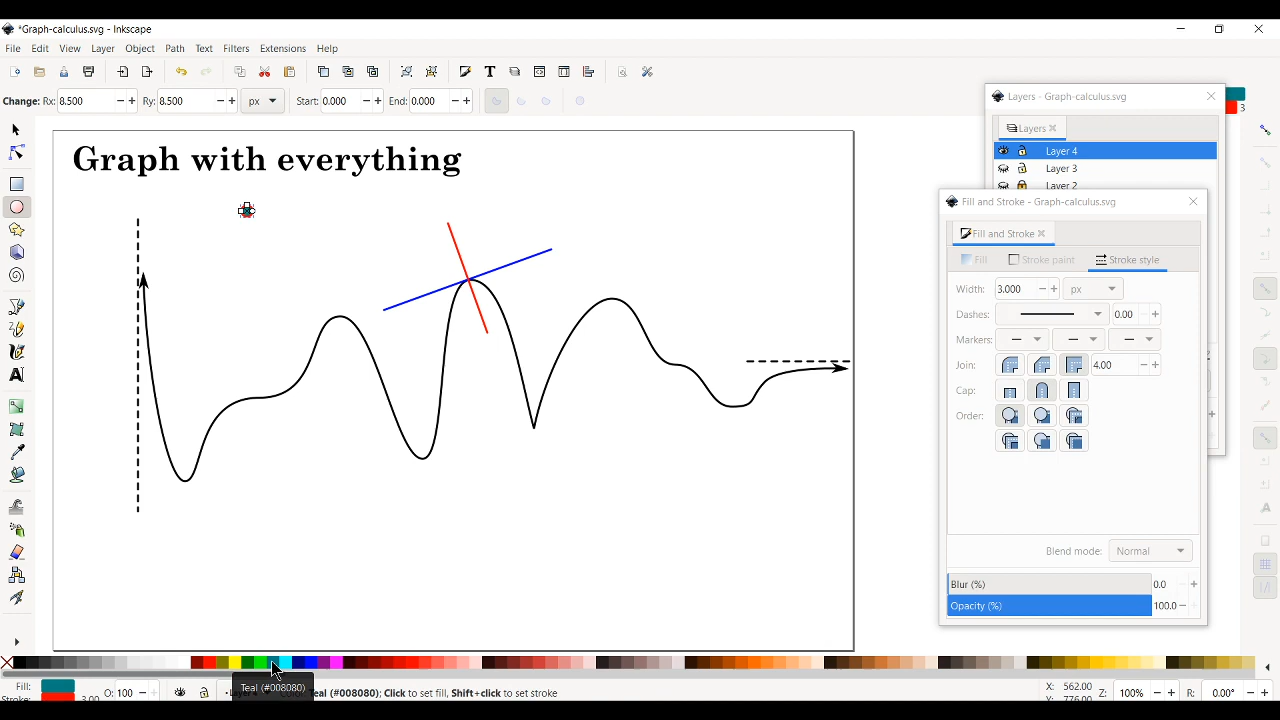 *Graph-calculus.svg - Inkscape
File Edit View Layer Object Path Text Filters Extensions Help
Change: Rx: 8.500 Ry: 8.500 px Start: 0.000 End: 0.000
Layers - Graph-calculus.svg
3
Layers
Layer 4
Layer 3
Layer 2
Graph with everything
Fill and Stroke - Graph-calculus.svg
Fill and Stroke
Fill Stroke paint Stroke style
Width: 3.000 px
Dashes: 0.00
Markers:
Join: 4.00
Cap:
Order:
Blend mode: Normal
Blur (%) 0.0
Opacity (%) 100.0
Teal (#008080)
Fill: O: 100 Teal (#008080); Click to set fill, Shift+click to set stroke X: 562.00 Z: 100% R: 0.00°
Stroke: 3.00 Y: 776.00